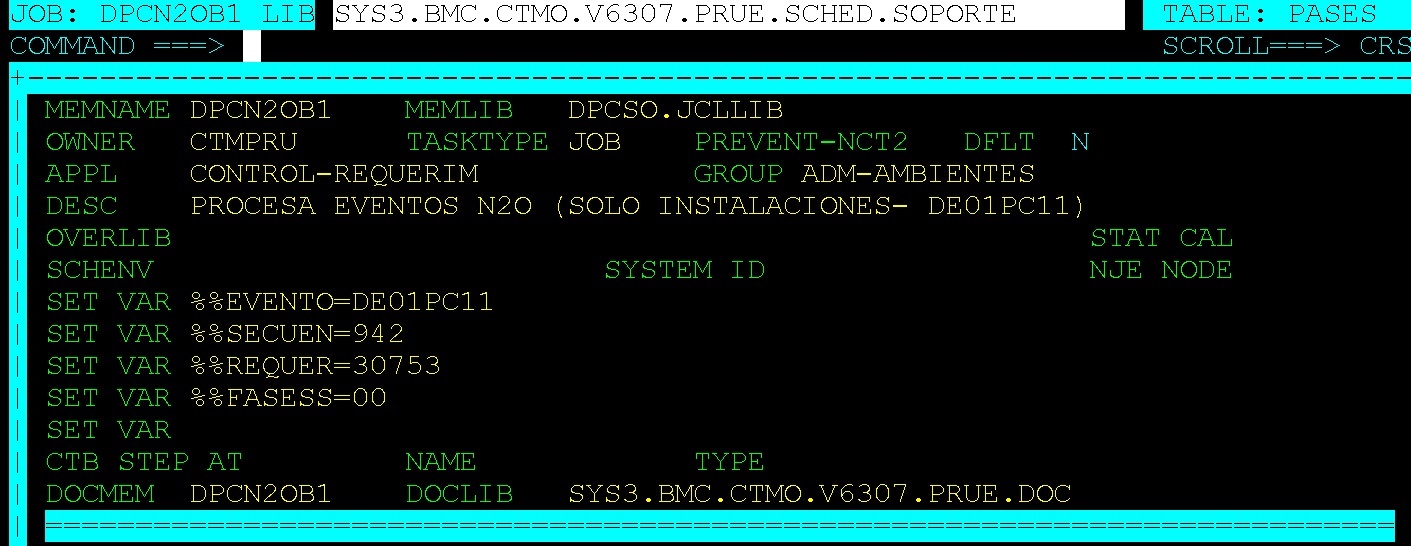 JOB: DPCN2OB1 LIB SYS3.BMC.CTMO.V6307.PRUE.SCHED.SOPORTE TABLE: PASES
COMMAND ===> SCROLL===> CRS
+-----------------------------------------------------------------------------
| MEMNAME DPCN2OB1 MEMLIB DPCSO.JCLLIB
| OWNER CTMPRU TASKTYPE JOB PREVENT-NCT2 DFLT N
| APPL CONTROL-REQUERIM GROUP ADM-AMBIENTES
| DESC PROCESA EVENTOS N2O (SOLO INSTALACIONES- DE01PC11)
| OVERLIB STAT CAL
| SCHENV SYSTEM ID NJE NODE
| SET VAR %%EVENTO=DE01PC11
| SET VAR %%SECUEN=942
| SET VAR %%REQUER=30753
| SET VAR %%FASESS=00
| SET VAR
| CTB STEP AT NAME TYPE
| DOCMEM DPCN2OB1 DOCLIB SYS3.BMC.CTMO.V6307.PRUE.DOC
| ===========================================================================